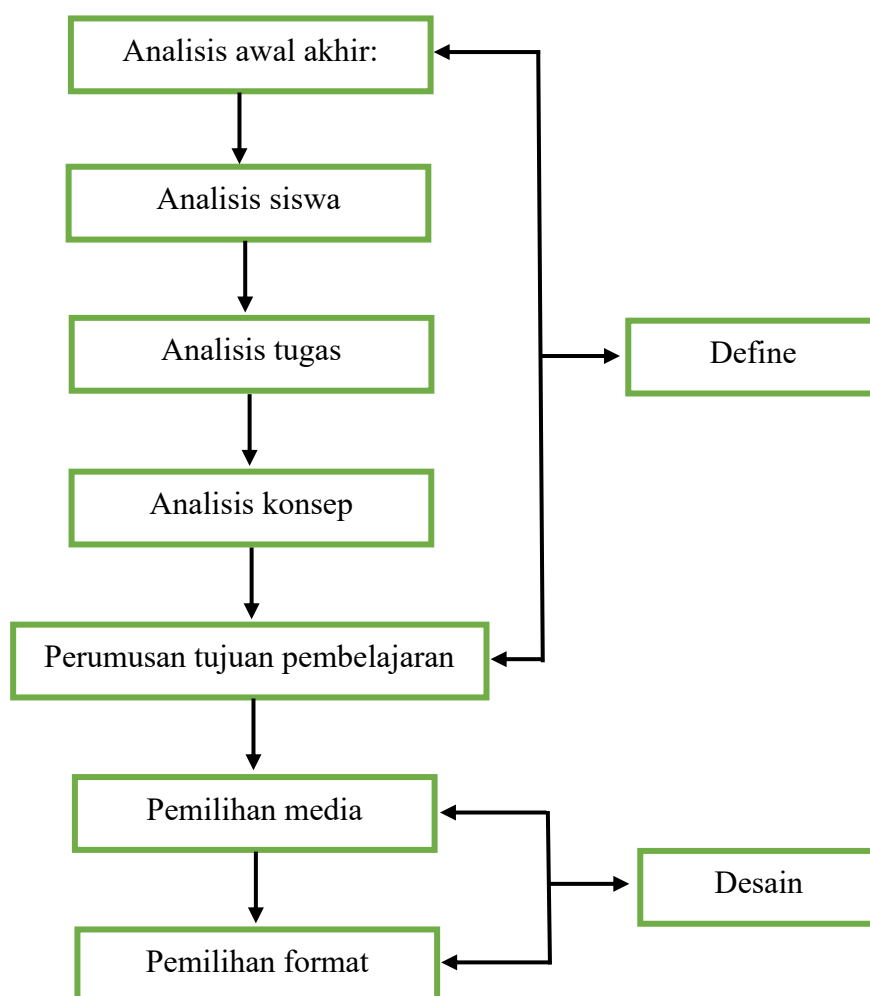 Analisis awal akhir:
Analisis siswa
Analisis tugas
Define
Analisis konsep
Perumusan tujuan pembelajaran
Pemilihan media
Desain
Pemilihan format